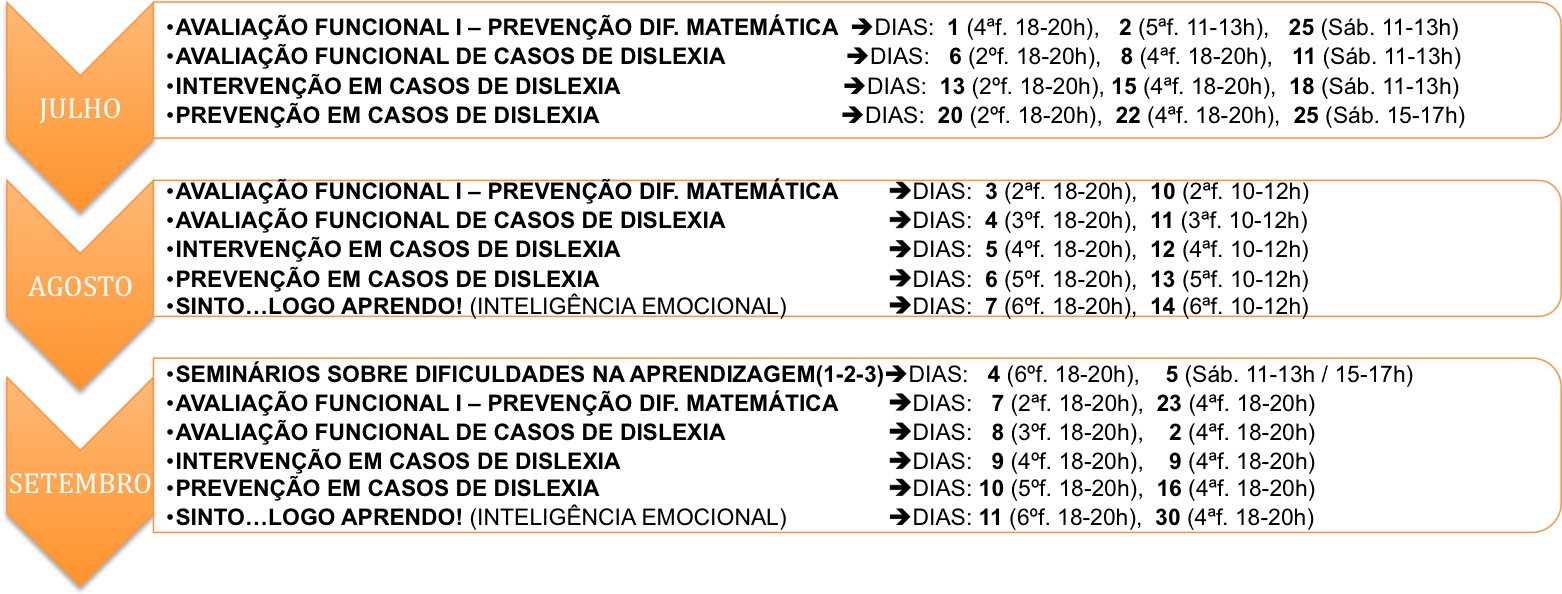 JULHO
•AVALIAÇÃO FUNCIONAL I – PREVENÇÃO DIF. MATEMÁTICA ➔DIAS: 1 (4ªf. 18-20h), 2 (5ªf. 11-13h), 25 (Sáb. 11-13h)
•AVALIAÇÃO FUNCIONAL DE CASOS DE DISLEXIA ➔DIAS: 6 (2ºf. 18-20h), 8 (4ªf. 18-20h), 11 (Sáb. 11-13h)
•INTERVENÇÃO EM CASOS DE DISLEXIA ➔DIAS: 13 (2ºf. 18-20h), 15 (4ªf. 18-20h), 18 (Sáb. 11-13h)
•PREVENÇÃO EM CASOS DE DISLEXIA ➔DIAS: 20 (2ºf. 18-20h), 22 (4ªf. 18-20h), 25 (Sáb. 15-17h)
AGOSTO
•AVALIAÇÃO FUNCIONAL I – PREVENÇÃO DIF. MATEMÁTICA ➔DIAS: 3 (2ªf. 18-20h), 10 (2ªf. 10-12h)
•AVALIAÇÃO FUNCIONAL DE CASOS DE DISLEXIA ➔DIAS: 4 (3ºf. 18-20h), 11 (3ªf. 10-12h)
•INTERVENÇÃO EM CASOS DE DISLEXIA ➔DIAS: 5 (4ºf. 18-20h), 12 (4ªf. 10-12h)
•PREVENÇÃO EM CASOS DE DISLEXIA ➔DIAS: 6 (5ºf. 18-20h), 13 (5ªf. 10-12h)
•SINTO…LOGO APRENDO! (INTELIGÊNCIA EMOCIONAL) ➔DIAS: 7 (6ºf. 18-20h), 14 (6ªf. 10-12h)
SETEMBRO
•SEMINÁRIOS SOBRE DIFICULDADES NA APRENDIZAGEM(1-2-3)➔DIAS: 4 (6ºf. 18-20h), 5 (Sáb. 11-13h / 15-17h)
•AVALIAÇÃO FUNCIONAL I – PREVENÇÃO DIF. MATEMÁTICA ➔DIAS: 7 (2ªf. 18-20h), 23 (4ªf. 18-20h)
•AVALIAÇÃO FUNCIONAL DE CASOS DE DISLEXIA ➔DIAS: 8 (3ºf. 18-20h), 2 (4ªf. 18-20h)
•INTERVENÇÃO EM CASOS DE DISLEXIA ➔DIAS: 9 (4ºf. 18-20h), 9 (4ªf. 18-20h)
•PREVENÇÃO EM CASOS DE DISLEXIA ➔DIAS: 10 (5ºf. 18-20h), 16 (4ªf. 18-20h)
•SINTO…LOGO APRENDO! (INTELIGÊNCIA EMOCIONAL) ➔DIAS: 11 (6ºf. 18-20h), 30 (4ªf. 18-20h)